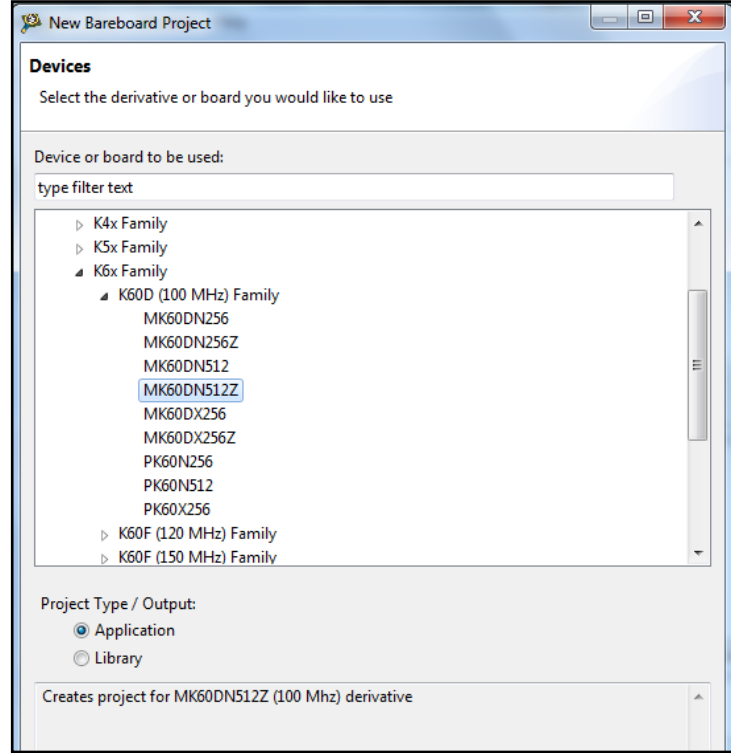 New Bareboard Project
Devices
Select the derivative or board you would like to use
Device or board to be used:
type filter text
K4x Family
K5x Family
K6x Family
K60D (100 MHz) Family
MK60DN256
MK60DN256Z
MK60DN512
MK60DN512Z
MK60DX256
MK60DX256Z
PK60N256
PK60N512
PK60X256
K60F (120 MHz) Family
K60F (150 MHz) Family
Project Type / Output:
Application
Library
Creates project for MK60DN512Z (100 Mhz) derivative